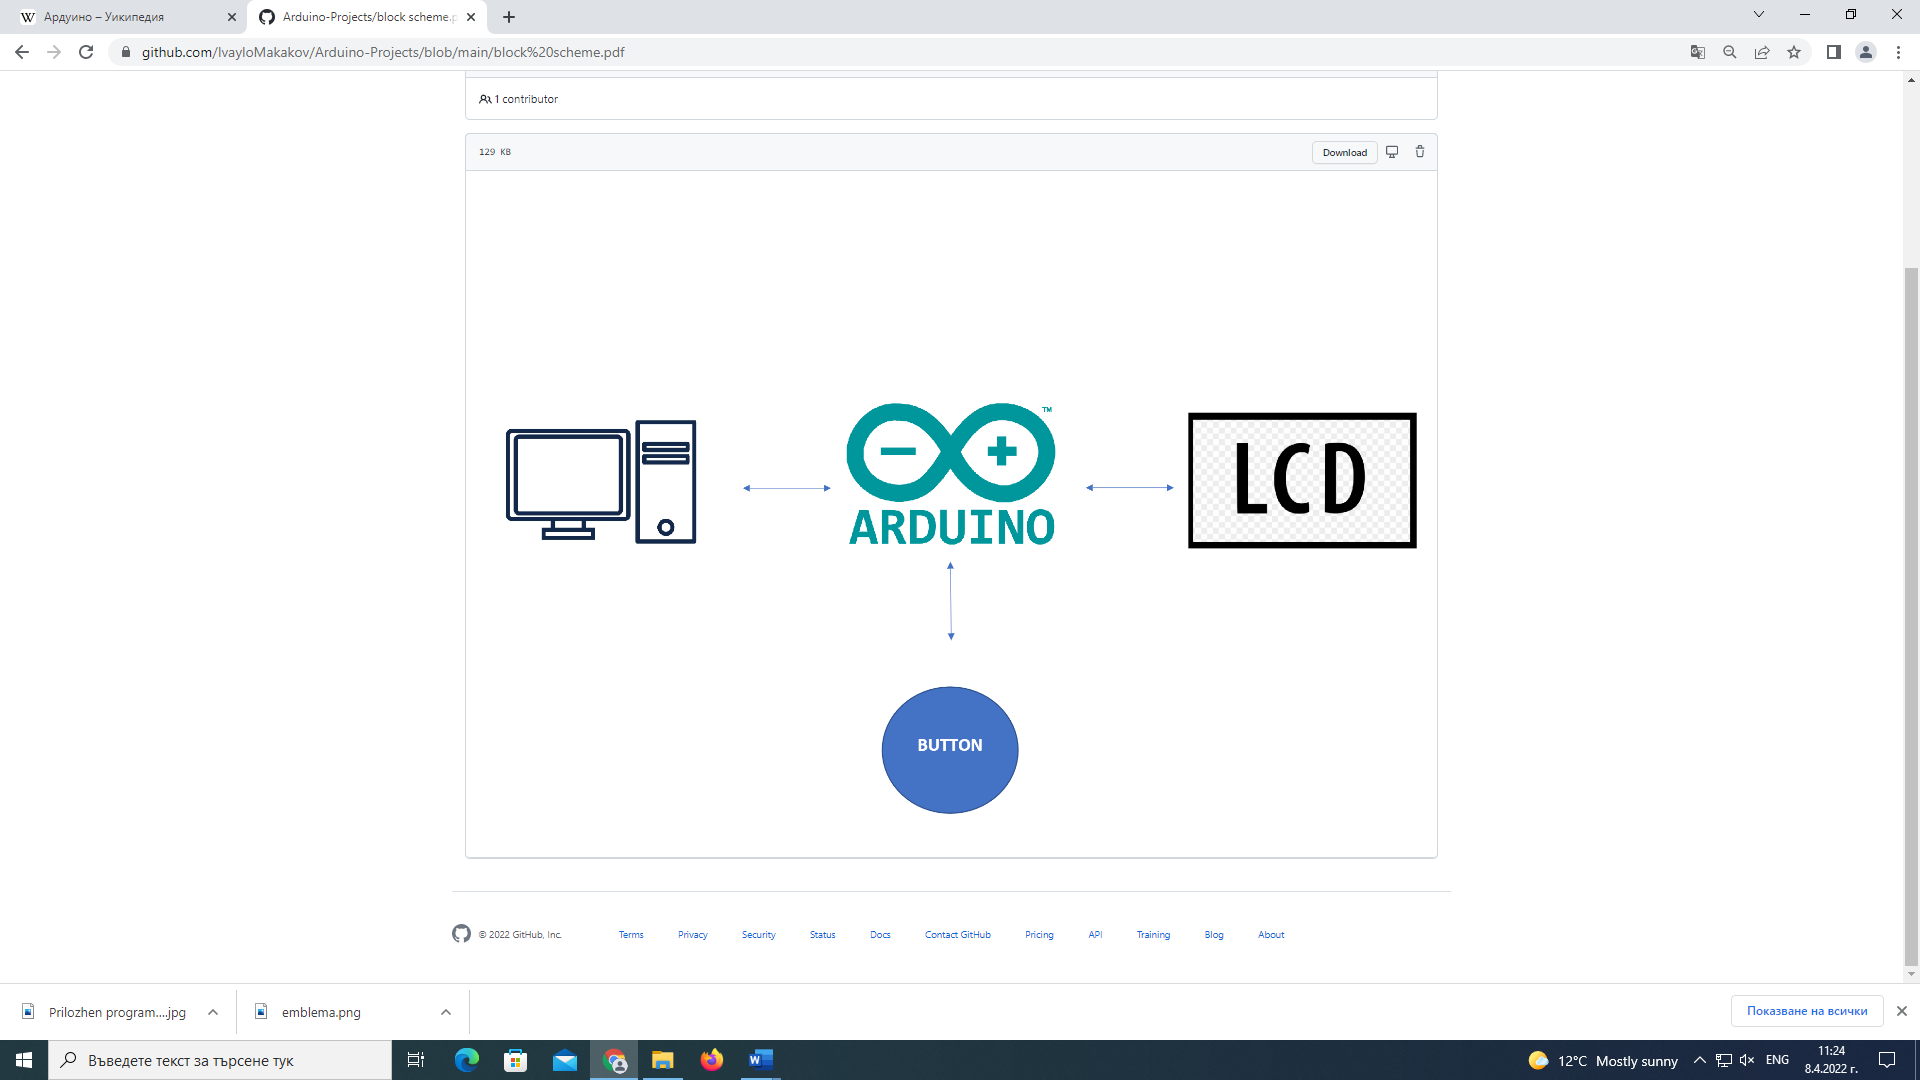 Ардуино – Уикипедия
Arduino-Projects/block scheme.p
github.com/IvayloMakakov/Arduino-Projects/blob/main/block%20scheme.pdf
1 contributor
129 KB
Download
ARDUINO
TM
LCD
BUTTON
© 2022 GitHub, Inc.
Terms
Privacy
Security
Status
Docs
Contact GitHub
Pricing
API
Training
Blog
About
Prilozhen program....jpg
emblema.png
Показване на всички
Въведете текст за търсене тук
12°C Mostly sunny
ENG
11:24
8.4.2022 г.